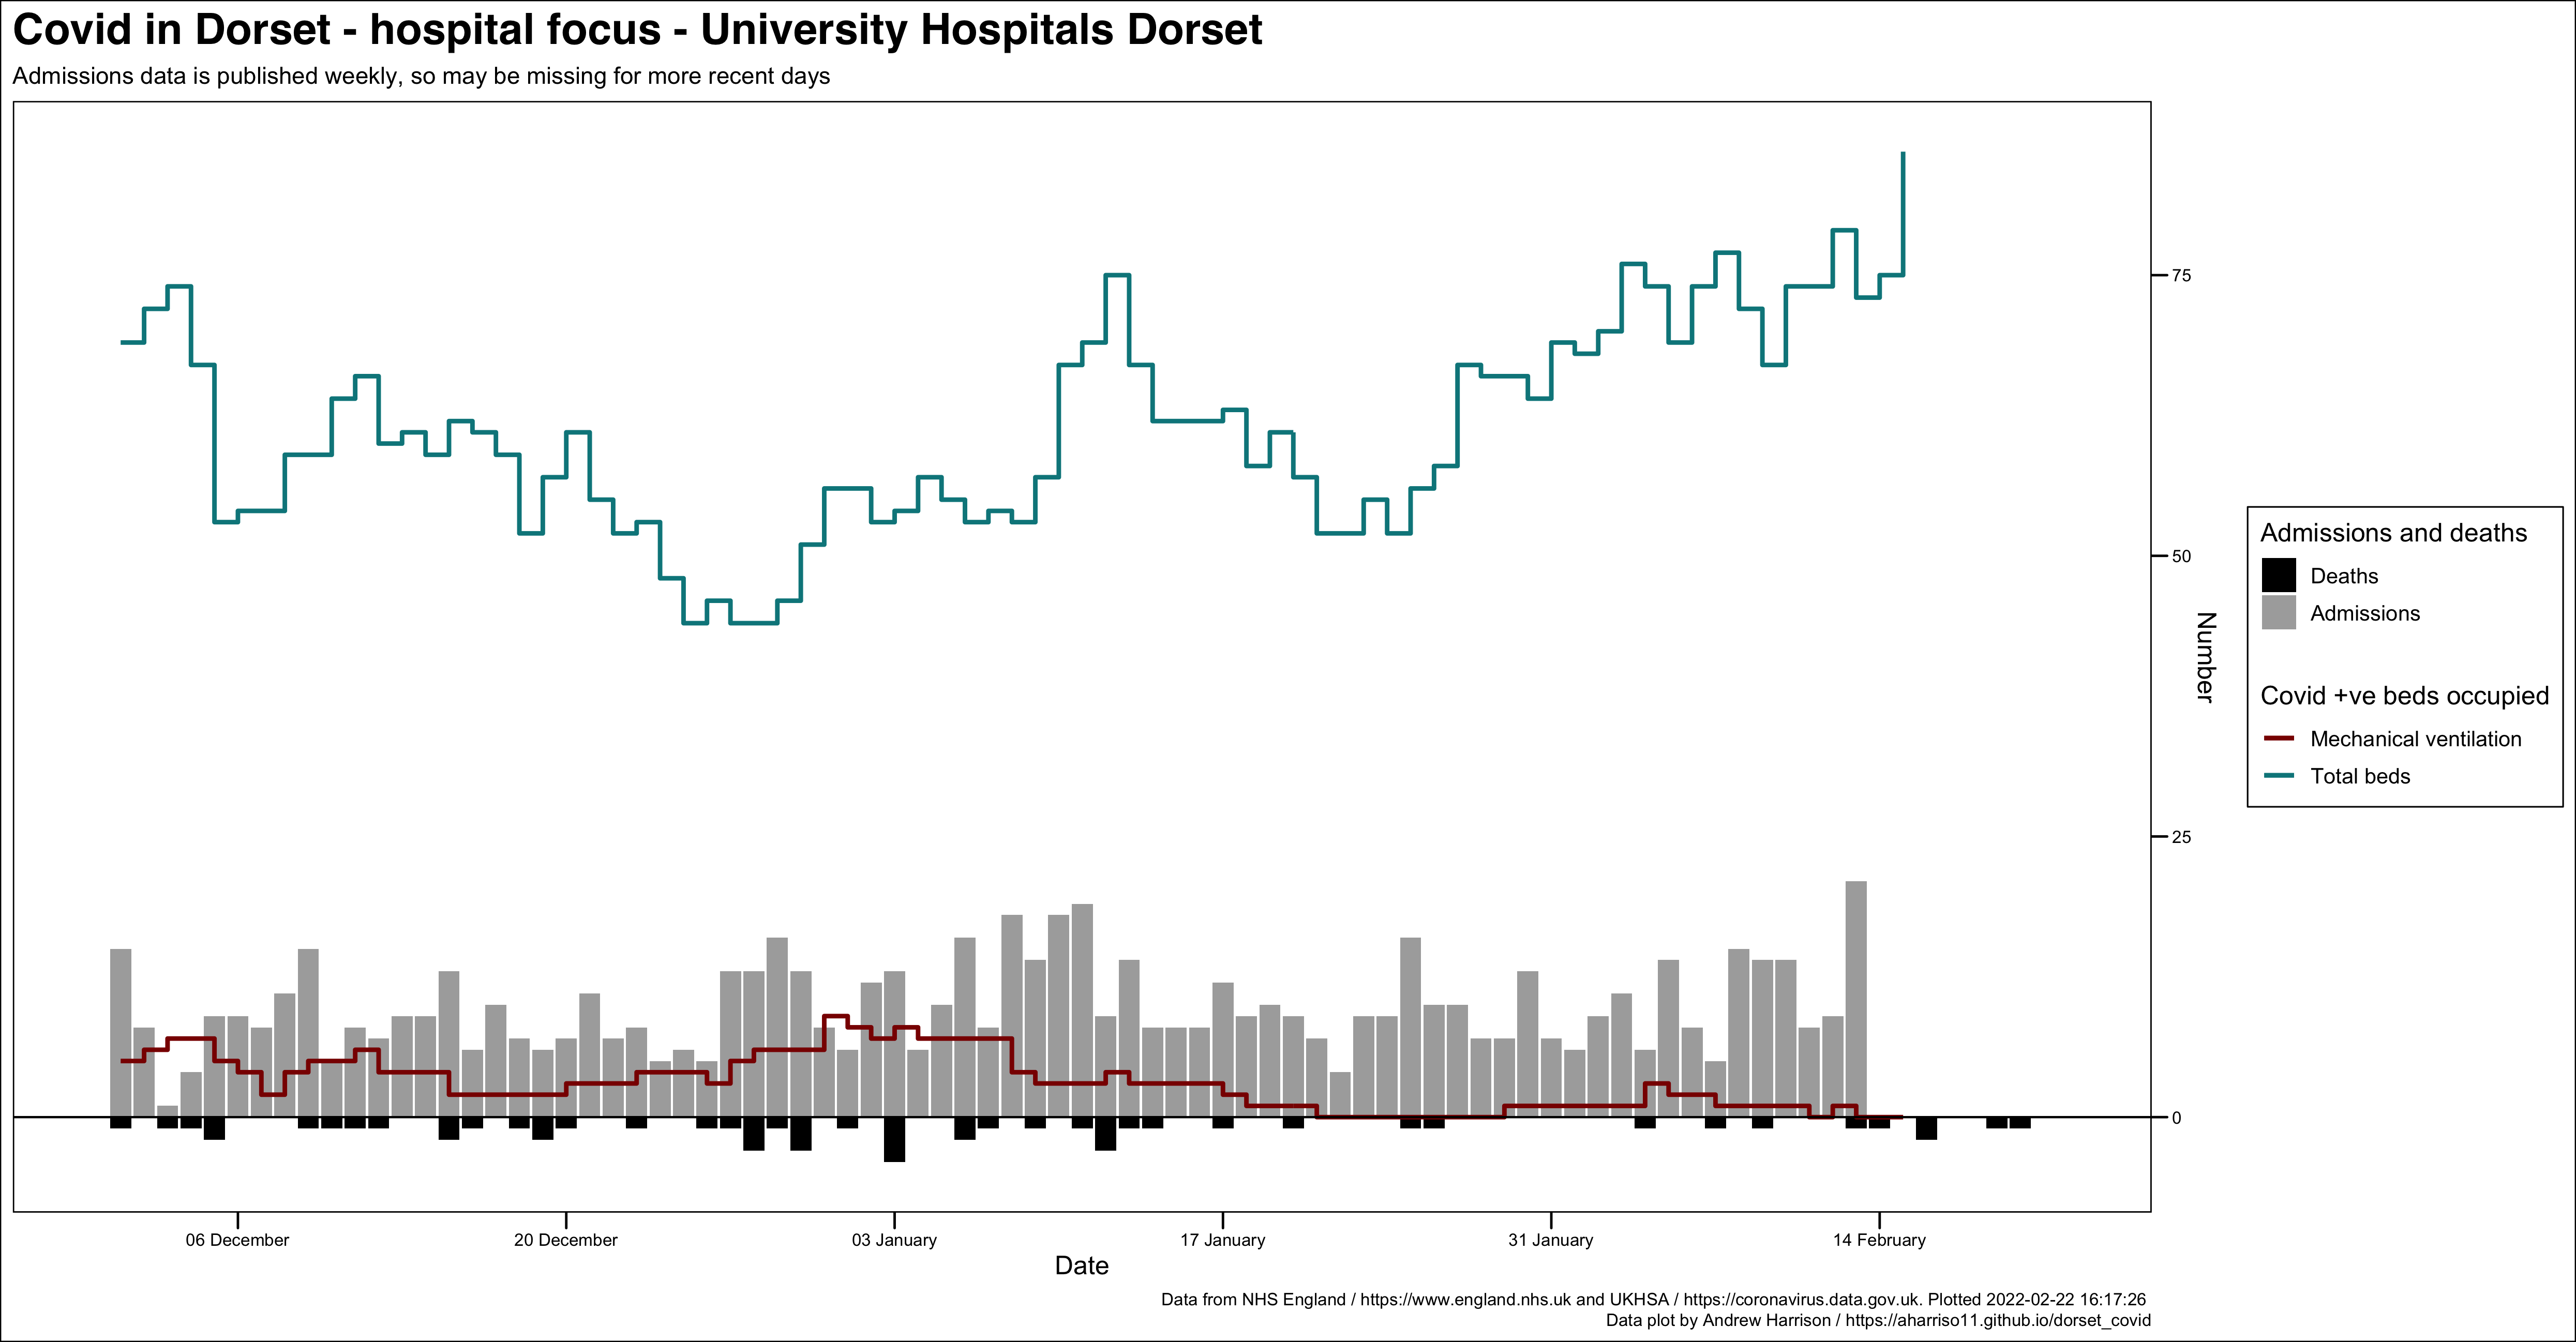 Covid in Dorset - hospital focus - University Hospitals Dorset
Admissions data is published weekly, so may be missing for more recent days
75
50
25
0
Number
Admissions and deaths
Deaths
Admissions
Covid +ve beds occupied
Mechanical ventilation
Total beds
06 December
20 December
03 January
17 January
31 January
14 February
Date
Data from NHS England / https://www.england.nhs.uk and UKHSA / https://coronavirus.data.gov.uk. Plotted 2022-02-22 16:17:26
Data plot by Andrew Harrison / https://aharriso11.github.io/dorset_covid